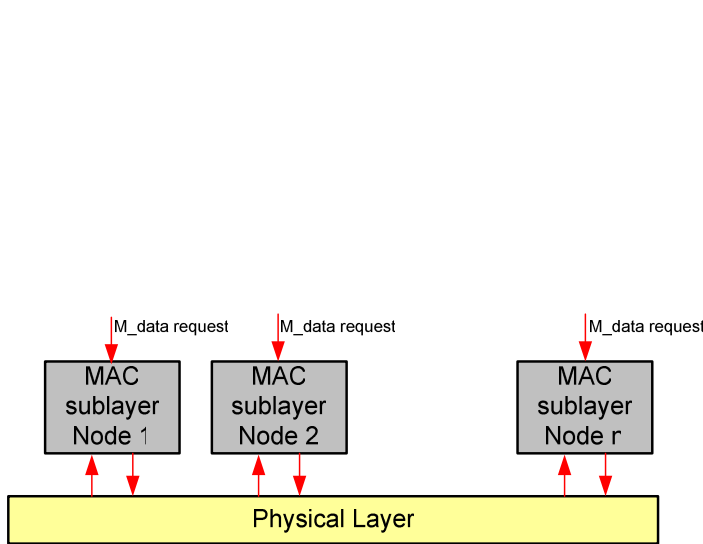 M_data request M_data request M_data request
MAC MAC MAC
sublayer sublayer sublayer
Node 1 Node 2 Node n
Physical Layer